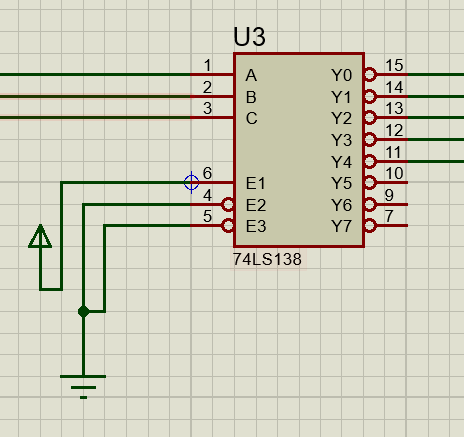 U3
1 A Y0 15
2 B Y1 14
3 C Y2 13
Y3 12
Y4 11
6 E1 Y5 10
4 E2 Y6 9
5 E3 Y7 7
74LS138